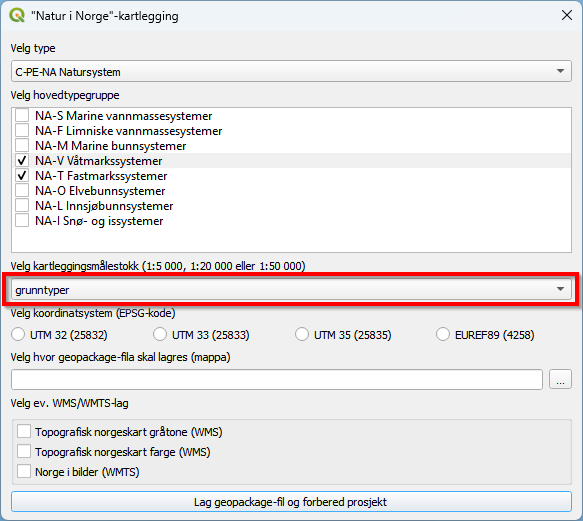 "Natur i Norge"-kartlegging
Velg type
C-PE-NA Natursystem
Velg hovedtypegruppe
NA-S Marine vannmassesystemer
NA-F Limniske vannmassesystemer
NA-M Marine bunnsystemer
NA-V Våtmarkssystemer
NA-T Fastmarkssystemer
NA-O Elvebunnsystemer
NA-L Innsjøbunnsystemer
NA-I Snø- og issystemer
Velg kartleggingsmålestokk (1:5 000, 1:20 000 eller 1:50 000)
grunntyper
Velg koordinatsystem (EPSG-kode)
UTM 32 (25832) UTM 33 (25833) UTM 35 (25835) EUREF89 (4258)
Velg hvor geopackage-fila skal lagres (mappa)
...
Velg ev. WMS/WMTS-lag
Topografisk norgeskart gråtone (WMS)
Topografisk norgeskart farge (WMS)
Norge i bilder (WMTS)
Lag geopackage-fil og forbered prosjekt